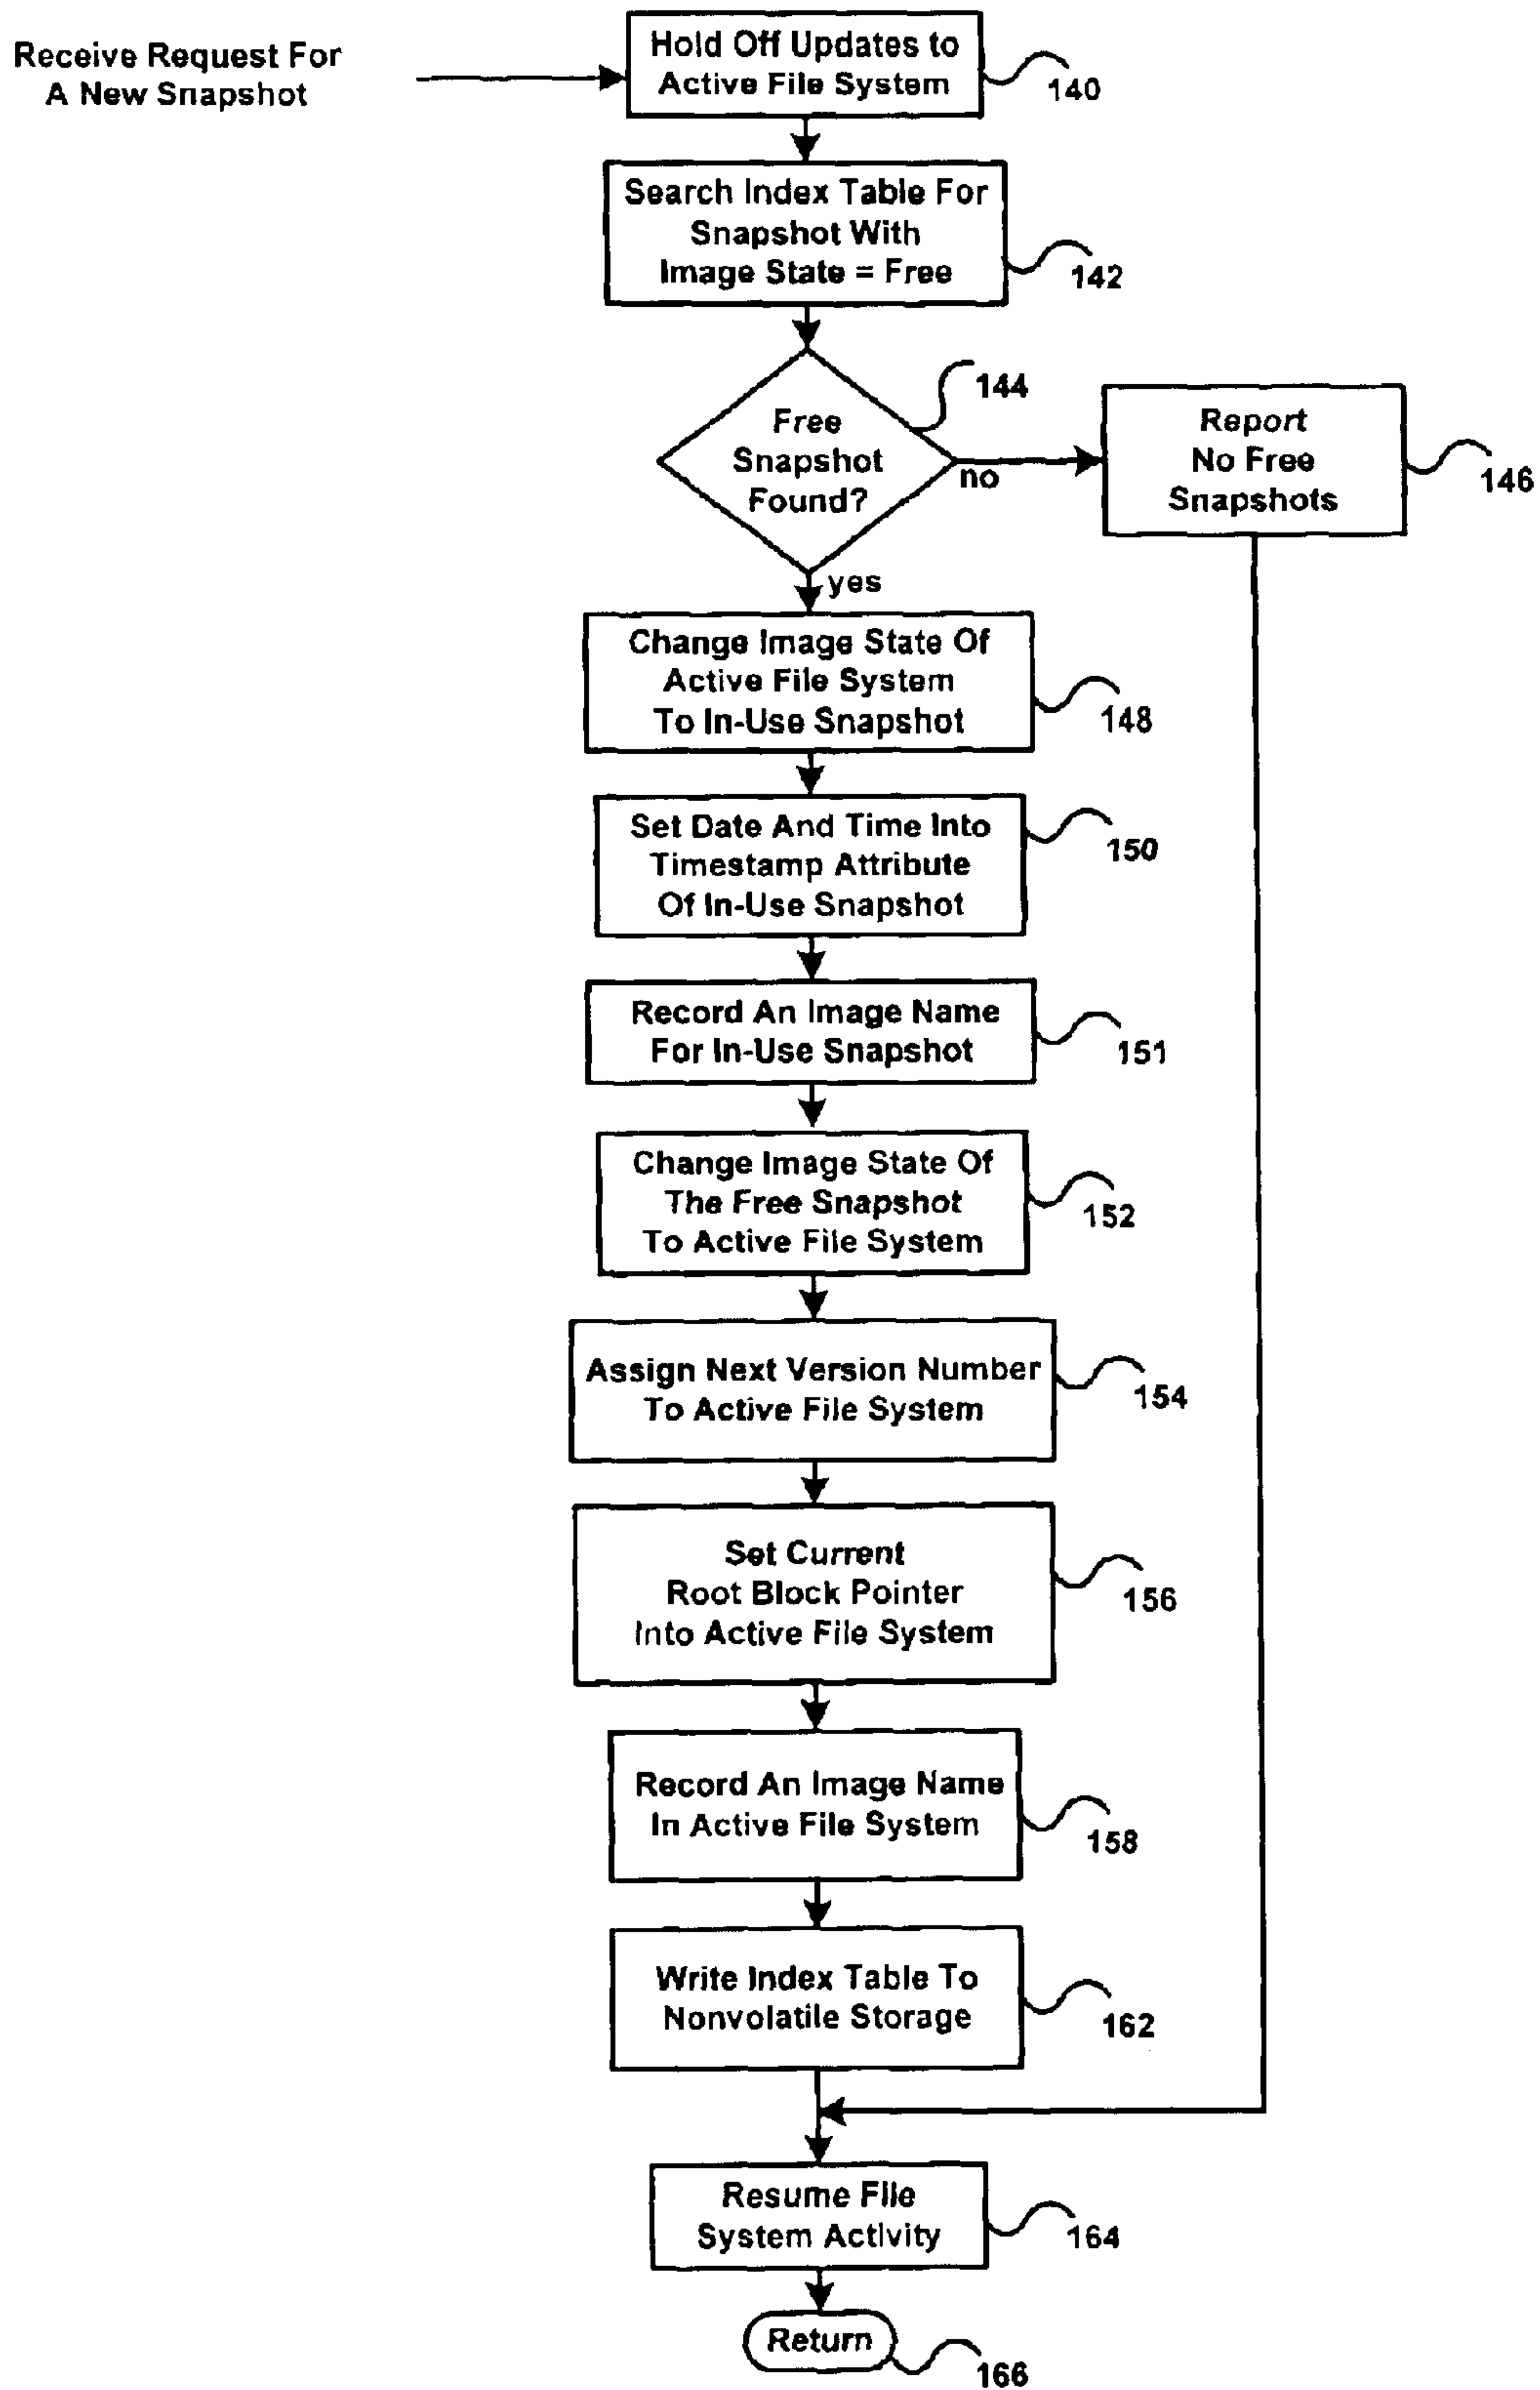 Receive Request For
A New Snapshot
Hold Off Updates to
Active File System
140
Search Index Table For
Snapshot With
Image State = Free
142
Free
Snapshot
Found?
144
no
Report
No Free
Snapshots
146
yes
Change Image State Of
Active File System
To In-Use Snapshot
148
Set Date And Time Into
Timestamp Attribute
Of In-Use Snapshot
150
Record An Image Name
For In-Use Snapshot
151
Change Image State Of
The Free Snapshot
To Active File System
152
Assign Next Version Number
To Active File System
154
Set Current
Root Block Pointer
Into Active File System
156
Record An Image Name
In Active File System
158
Write Index Table To
Nonvolatile Storage
162
Resume File
System Activity
164
Return
166